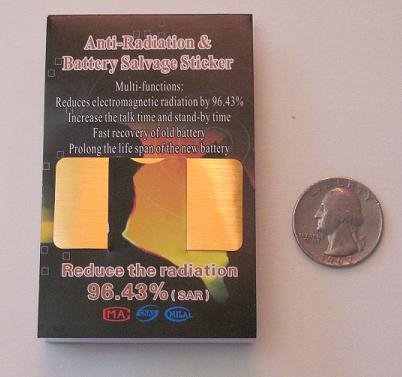 Anti-Radiation &
Battery Salvage Sticker
Multi-functions:
Reduces electromagnetic radiation by 96.43%
Increase the talk time and stand-by time
Fast recovery of old battery
Prolong the life span of the new battery
Reduce the radiation
96.43% ( SAR )
MA
LIBERTY